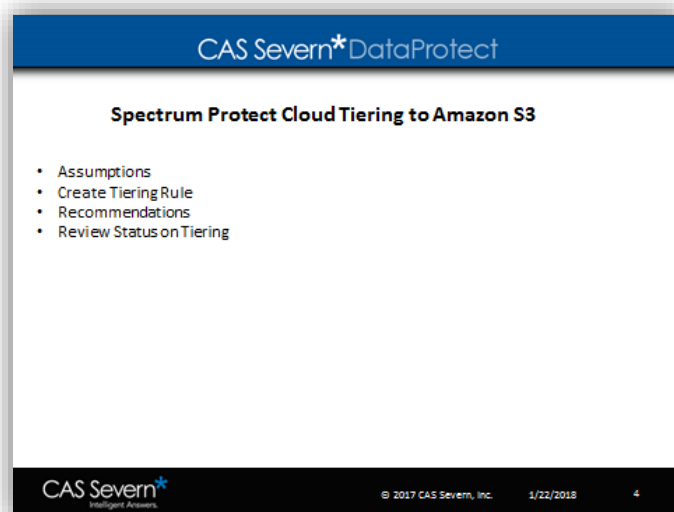 CAS Severn*DataProtect
Spectrum Protect Cloud Tiering to Amazon S3
• Assumptions
• Create Tiering Rule
• Recommendations
• Review Status on Tiering
CAS Severn*
Intelligent Answers.
© 2017 CAS Severn, Inc. 1/22/2018 4